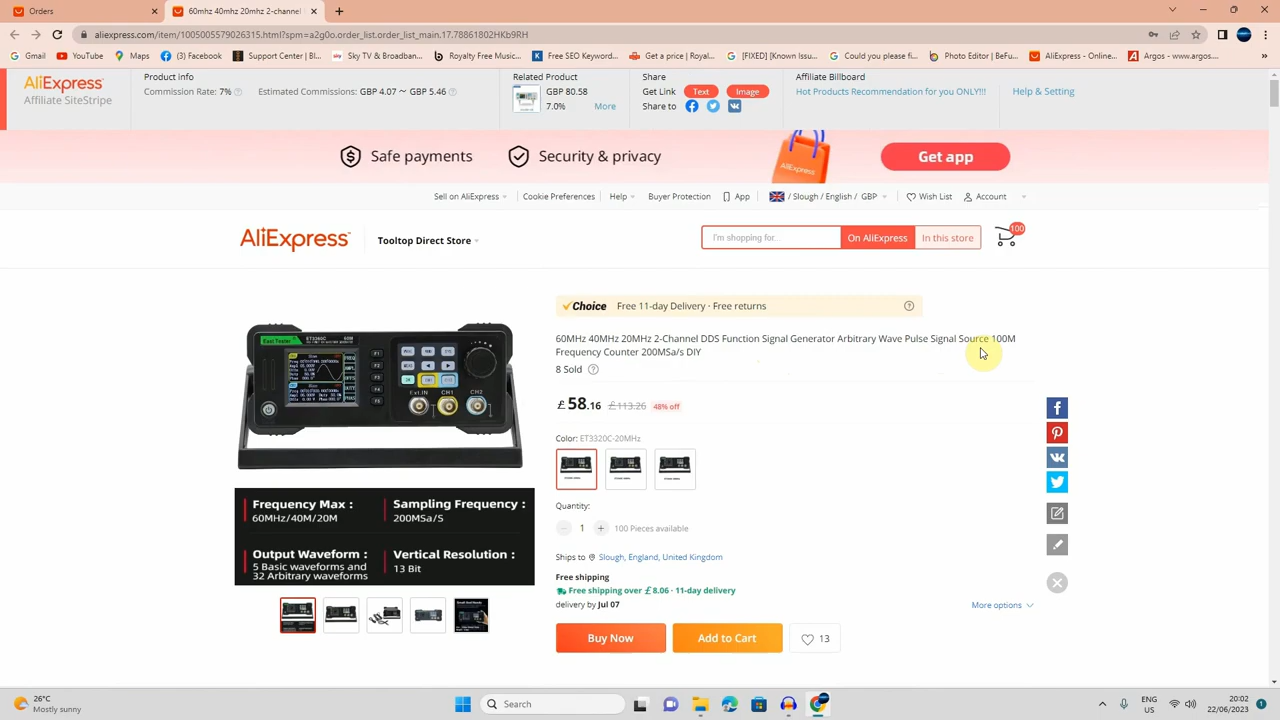 Orders
60mhz 40mhz 20mhz 2-channel
aliexpress.com/item/1005005579026315.html?spm=a2g0o.order_list.order_list_main.17.78861802HKb9RH
Gmail
YouTube
Maps
(3) Facebook
Support Center | Bl...
Sky TV & Broadban...
Royalty Free Music...
Free SEO Keyword...
Get a price | Royal...
[FIXED] [Known Issu...
Could you please fi...
Photo Editor | BeFu...
AliExpress - Online...
Argos - www.argos...
AliExpress
Affiliate SiteStripe
Product Info
Commission Rate: 7%
Estimated Commissions: GBP 4.07 ～ GBP 5.46
Related Product
GBP 80.58
7.0%
More
Share
Get Link
Text
Image
Share to
Affiliate Billboard
Hot Products Recommendation for you ONLY!!!
Help & Setting
Safe payments
Security & privacy
AliExpress
Get app
Sell on AliExpress
Cookie Preferences
Help
Buyer Protection
App
/ Slough / English / GBP
Wish List
Account
AliExpress
Tooltop Direct Store
I'm shopping for...
On AliExpress
In this store
100
Choice Free 11-day Delivery · Free returns
60MHz 40MHz 20MHz 2-Channel DDS Function Signal Generator Arbitrary Wave Pulse Signal Source 100M
Frequency Counter 200MSa/s DIY
8 Sold
￡58.16 ￡113.26 48% off
Color: ET3320C-20MHz
Quantity:
1
100 Pieces available
Ships to Slough, England, United Kingdom
Free shipping
Free shipping over ￡8.06 · 11-day delivery
delivery by Jul 07
More options
Buy Now
Add to Cart
13
East Tester
ET3360C
60M
Ext.IN
CH1
CH2
Frequency Max :
60MHz/40M/20M
Sampling Frequency :
200MSa/S
Output Waveform :
5 Basic waveforms and
32 Arbitrary waveforms
Vertical Resolution :
13 Bit
26°C
Mostly sunny
Search
ENG
US
20:02
22/06/2023